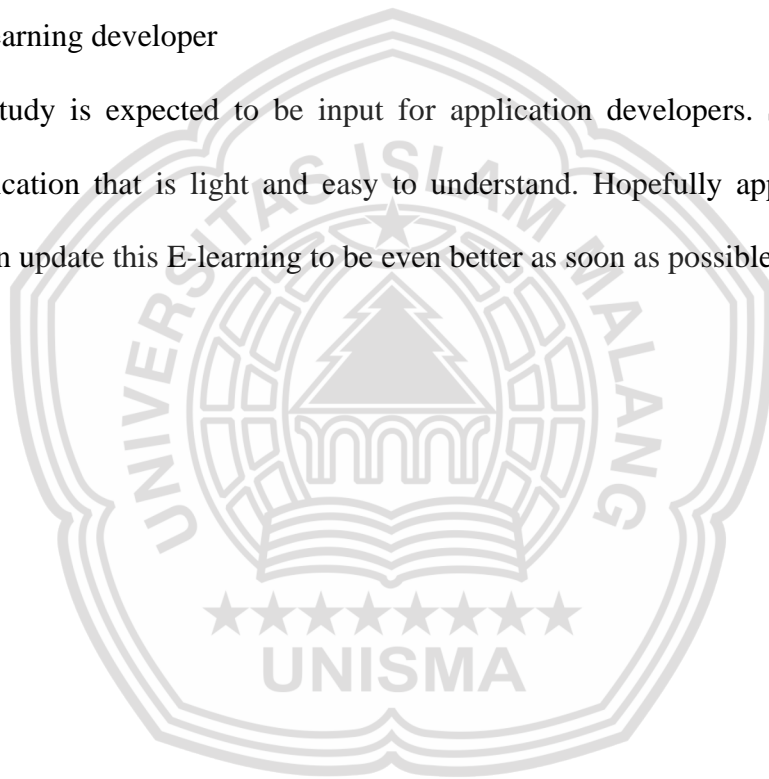 arning developer
tudy is expected to be input for application developers.
ication that is light and easy to understand. Hopefully app
n update this E-learning to be even better as soon as possible
UNIVERSITAS ISLAM MALANG
UNISMA